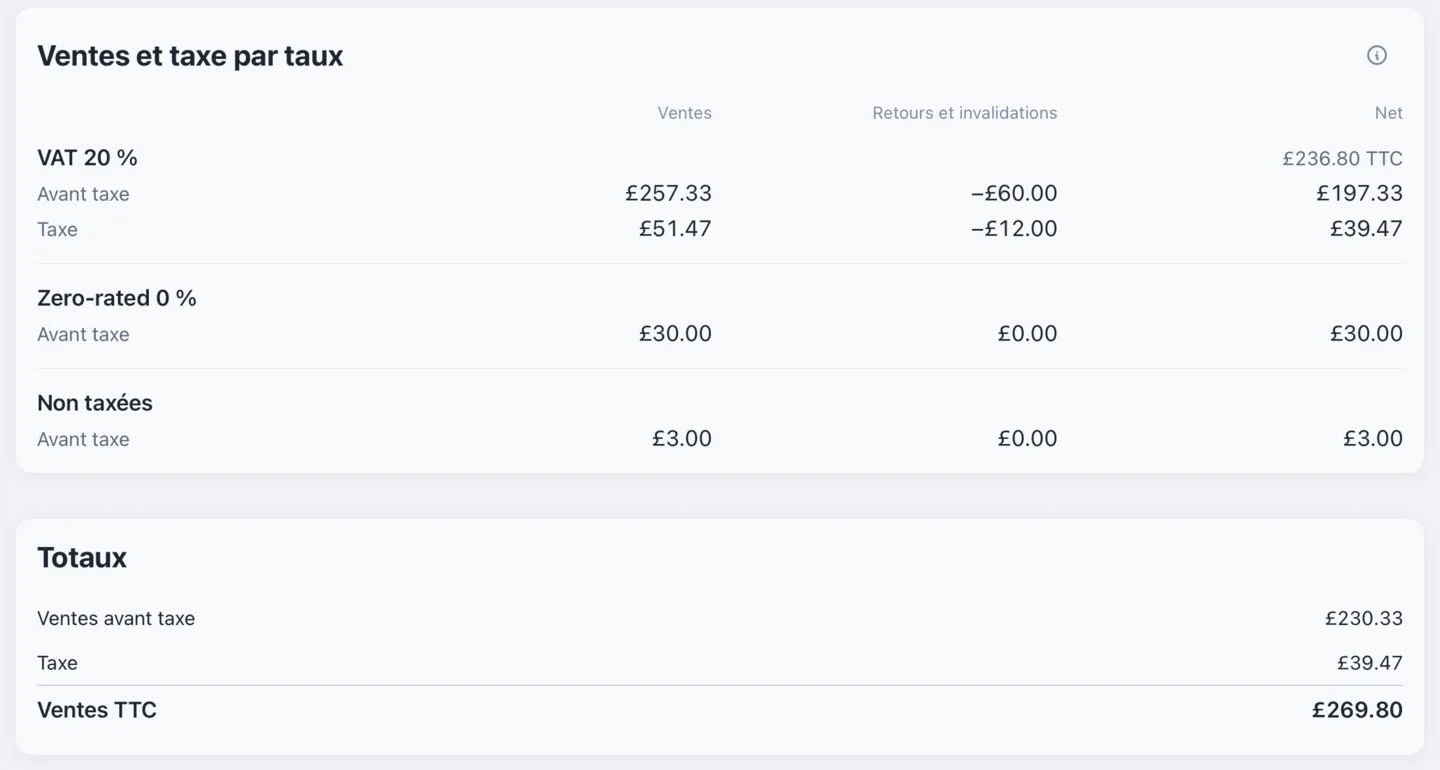 Ventes et taxe par taux
Ventes Retours et invalidations Net
VAT 20 % £236.80 TTC
Avant taxe £257.33 –£60.00 £197.33
Taxe £51.47 –£12.00 £39.47
Zero-rated 0 %
Avant taxe £30.00 £0.00 £30.00
Non taxées
Avant taxe £3.00 £0.00 £3.00
Totaux
Ventes avant taxe £230.33
Taxe £39.47
Ventes TTC £269.80